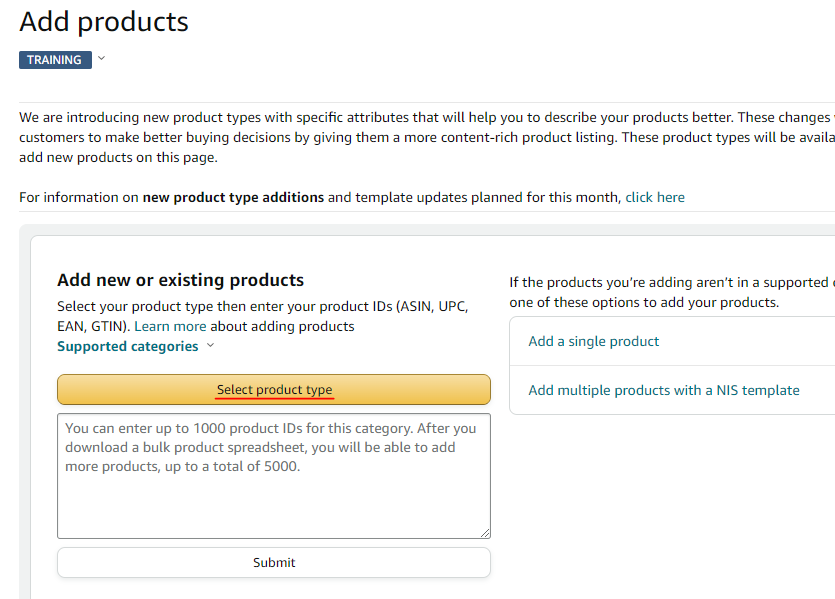 Add products
TRAINING
We are introducing new product types with specific attributes that will help you to describe your products better. These changes
customers to make better buying decisions by giving them a more content-rich product listing. These product types will be
add new products on this page.
For information on new product type additions and template updates planned for this month, click here
Add new or existing products
Select your product type then enter your product IDs (ASIN, UPC,
EAN, GTIN). Learn more about adding products
Supported categories
Select product type
You can enter up to 1000 product IDs for this category. After you
download a bulk product spreadsheet, you will be able to add
more products, up to a total of 5000.
Submit
If the products you're adding aren't in a supported
one of these options to add your products.
Add a single product
Add multiple products with a NIS template